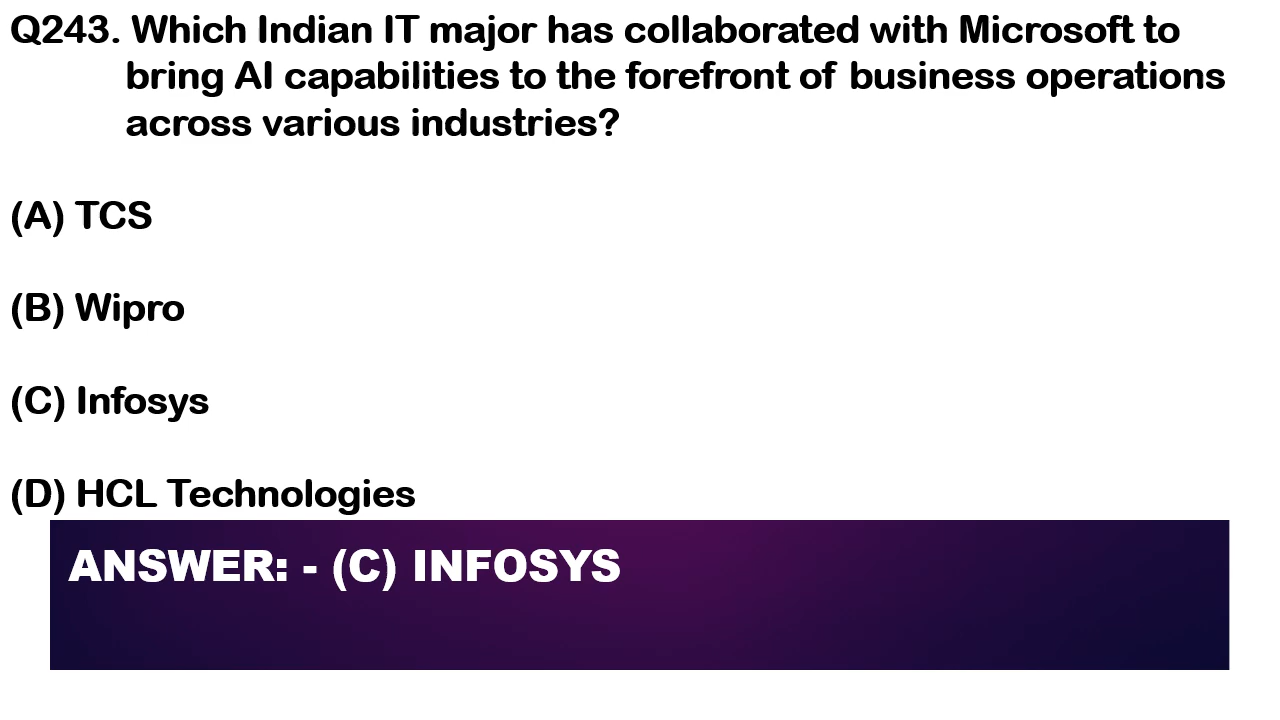 Q243. Which Indian IT major has collaborated with Microsoft to
bring AI capabilities to the forefront of business operations
across various industries?
(A) TCS
(B) Wipro
(C) Infosys
(D) HCL Technologies
ANSWER: - (C) INFOSYS